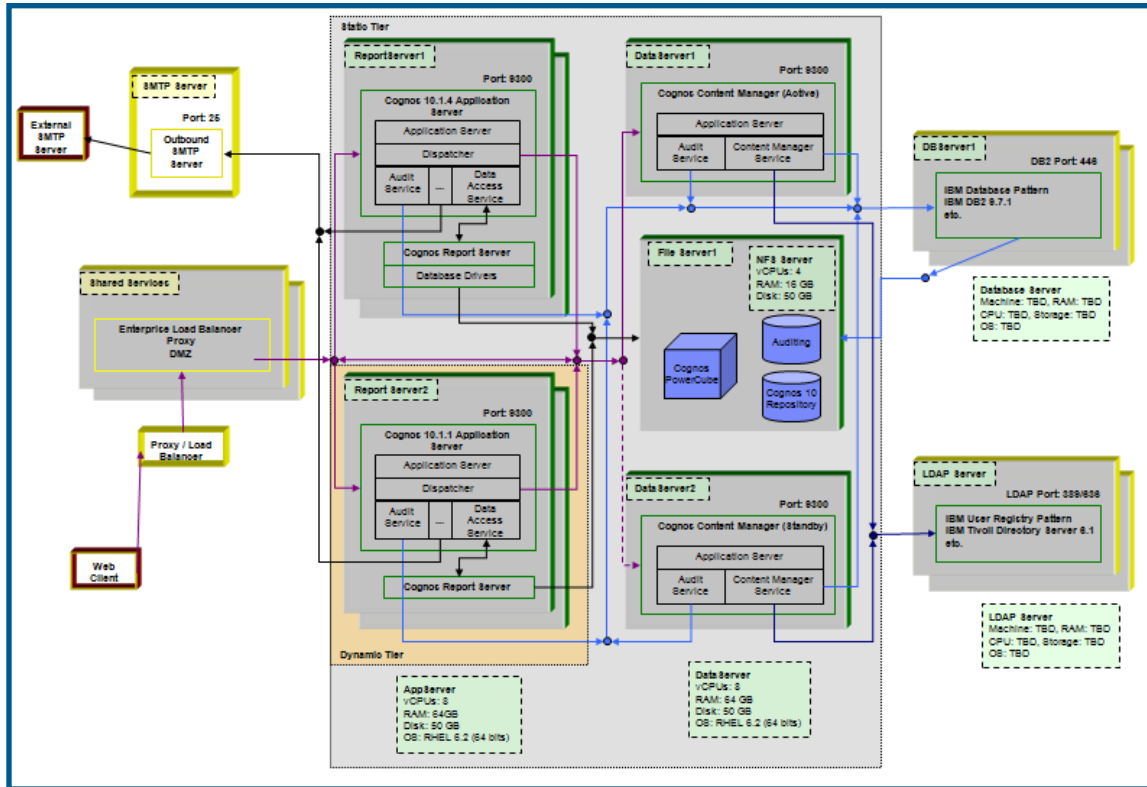 Static Tier
ReportServer1
Port: 9300
Cognos 10.1.4 Application
Server
Application Server
Dispatcher
Audit
Service
...
Data
Access
Service
Cognos Report Server
Database Drivers
DataServer1
Port: 9300
Cognos Content Manager (Active)
Application Server
Audit
Service
Content Manager
Service
SMTP Server
Port: 25
Outbound
SMTP
Server
External
SMTP
Server
DBServer1
DB2 Port: 446
IBM Database Pattern
IBM DB2 9.7.1
etc.
Database Server
Machine: TBD, RAM: TBD
CPU: TBD, Storage: TBD
OS: TBD
File Server1
NFS Server
vCPUs: 4
RAM: 16 GB
Disk: 50 GB
Auditing
Cognos
PowerCube
Cognos 10
Repository
Shared Services
Enterprise Load Balancer
Proxy
DMZ
Proxy / Load
Balancer
Web
Client
Report Server2
Port: 9300
Cognos 10.1.1 Application
Server
Application Server
Dispatcher
Audit
Service
...
Data
Access
Service
Cognos Report Server
Dynamic Tier
DataServer2
Port: 9300
Cognos Content Manager (Standby)
Application Server
Audit
Service
Content Manager
Service
LDAP Server
LDAP Port: 389/636
IBM User Registry Pattern
IBM Tivoli Directory Server 6.1
etc.
LDAP Server
Machine: TBD, RAM: TBD
CPU: TBD, Storage: TBD
OS: TBD
AppServer
vCPUs: 8
RAM: 64GB
Disk: 50 GB
OS: RHEL 6.2 (64 bits)
DataServer
vCPUs: 8
RAM: 64 GB
Disk: 50 GB
OS: RHEL 6.2 (64 bits)